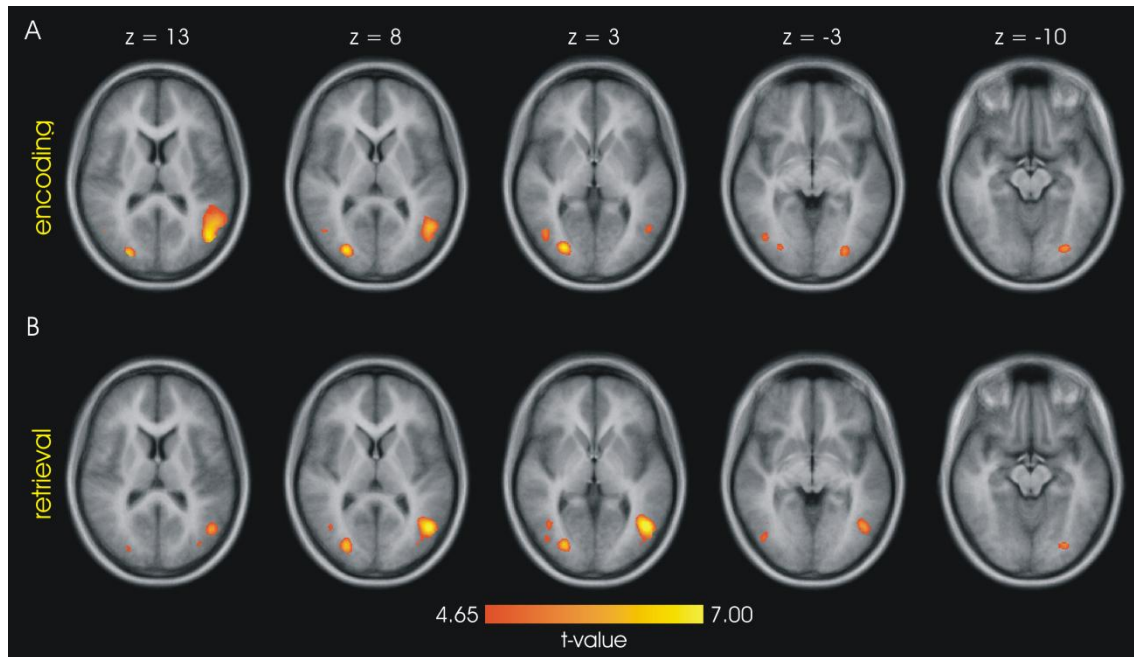 A
z = 13 z = 8 z = 3 z = -3 z = -10
encoding
B
retrieval
4.65 7.00
t-value